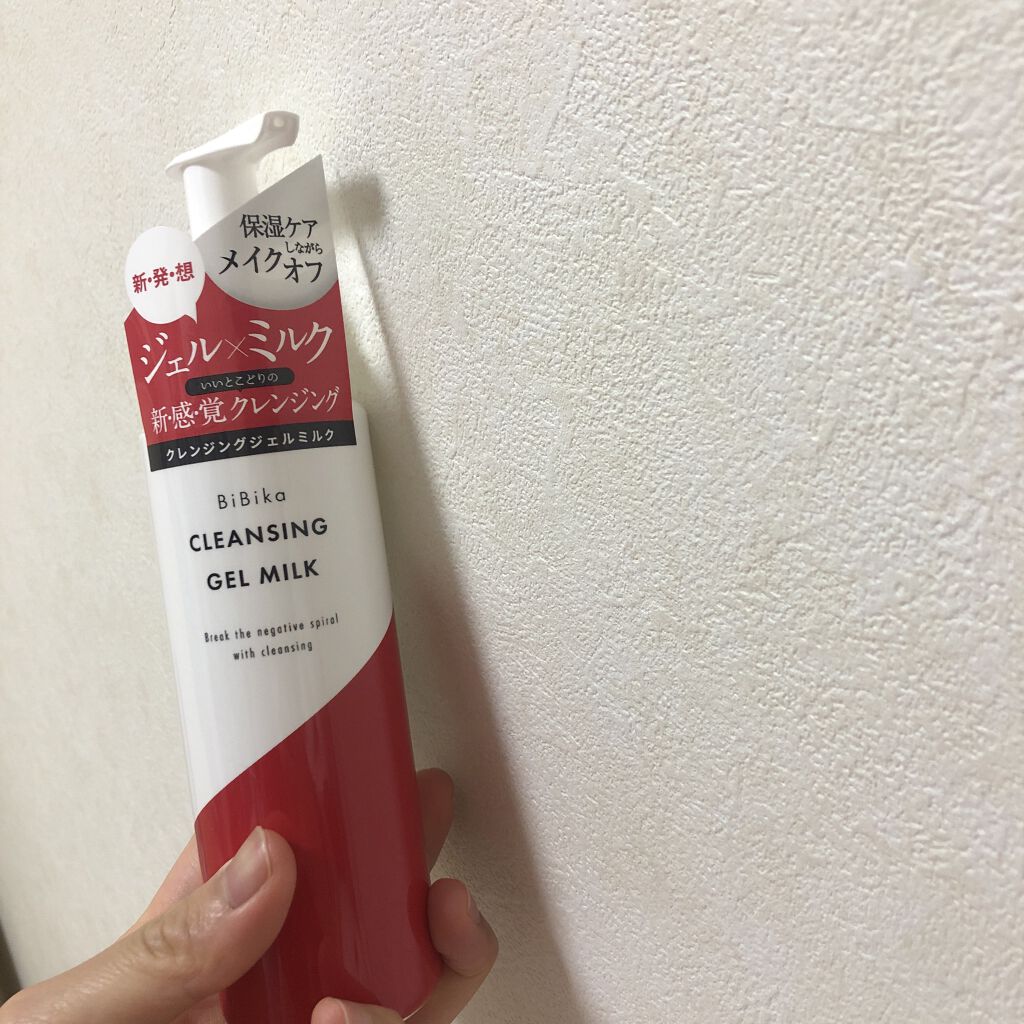 保湿ケア
しながら
メイクオフ
新・発・想
ジェル×ミルク
いいとこどりの
新・感・覚クレンジング
クレンジングジェルミルク
BiBika
CLEANSING
GEL MILK
Break the negative spiral
with cleansing